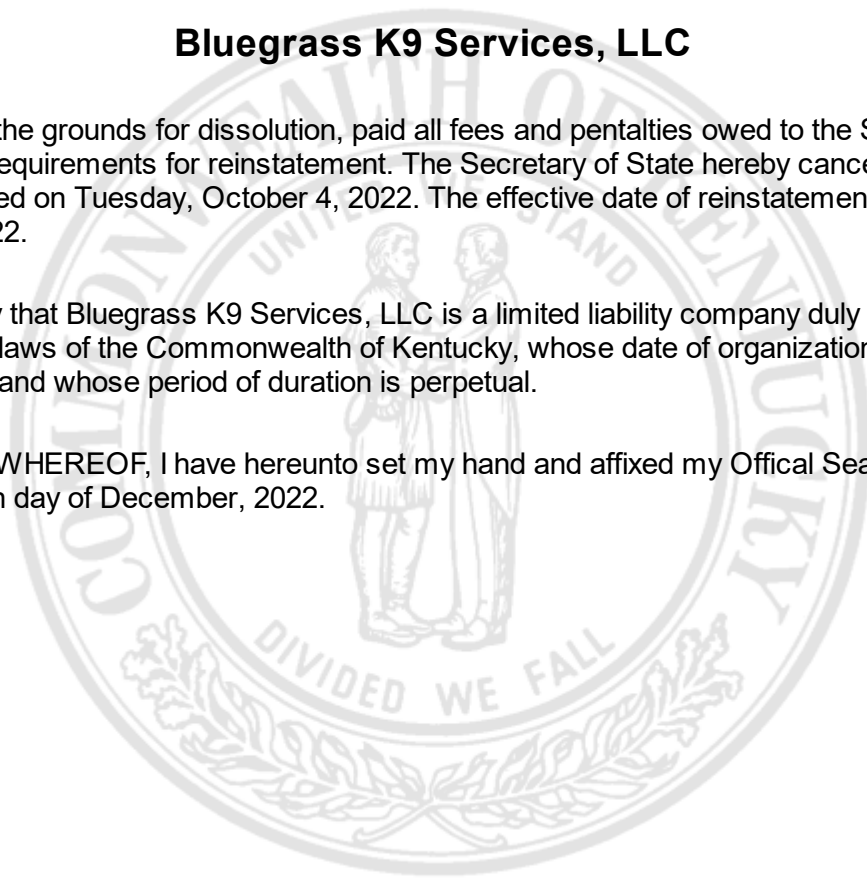 Bluegrass K9 Services, LLC
the grounds for dissolution, paid all fees and pentalties owed to the S
equirements for reinstatement. The Secretary of State hereby cance
ed on Tuesday, October 4, 2022. The effective date of reinstatemen
22.
that Bluegrass K9 Services, LLC is a limited liability company duly
laws of the Commonwealth of Kentucky, whose date of organization
and whose period of duration is perpetual.
WHEREOF, I have hereunto set my hand and affixed my Offical Sea
day of December, 2022.
COMMONWEALTH OF KENTUCKY
UNITED WE STAND
DIVIDED WE FALL